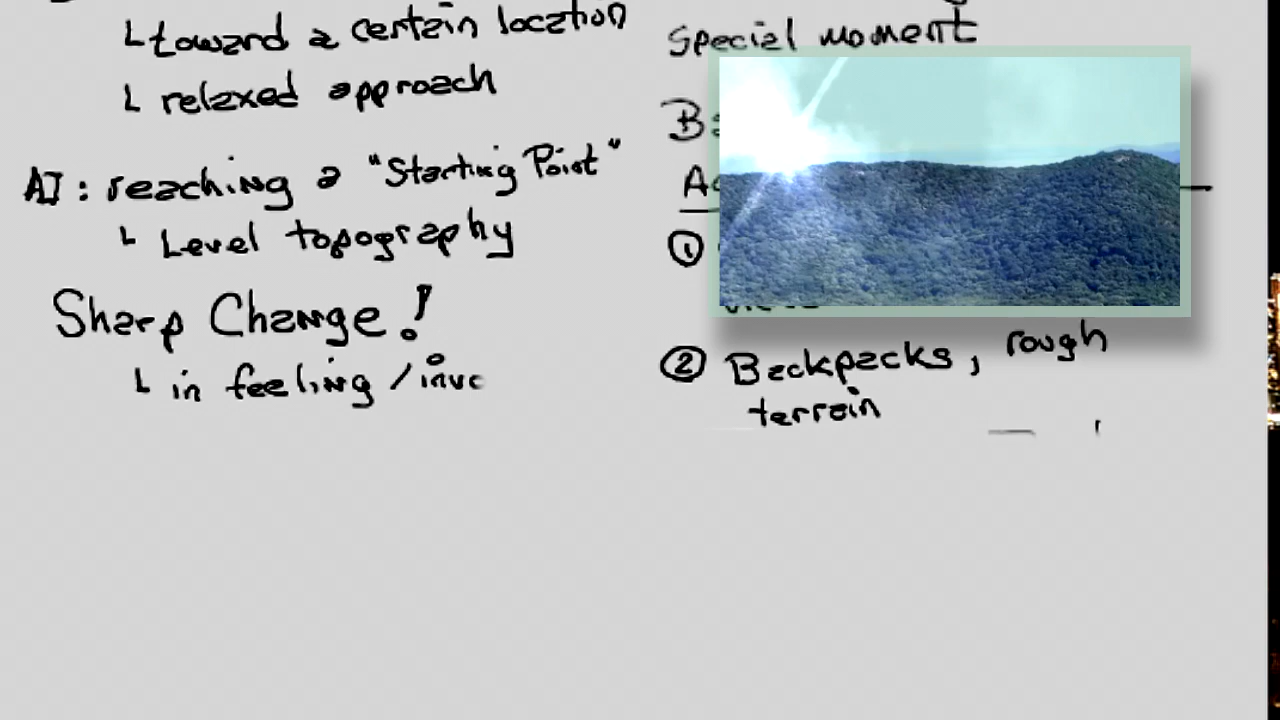 └ toward a certain location
└ relaxed approach
AI: reaching a "Starting Point"
└ Level topography
Sharp Change!
└ in feeling /
Special moment
①
② Backpacks, rough
terrain